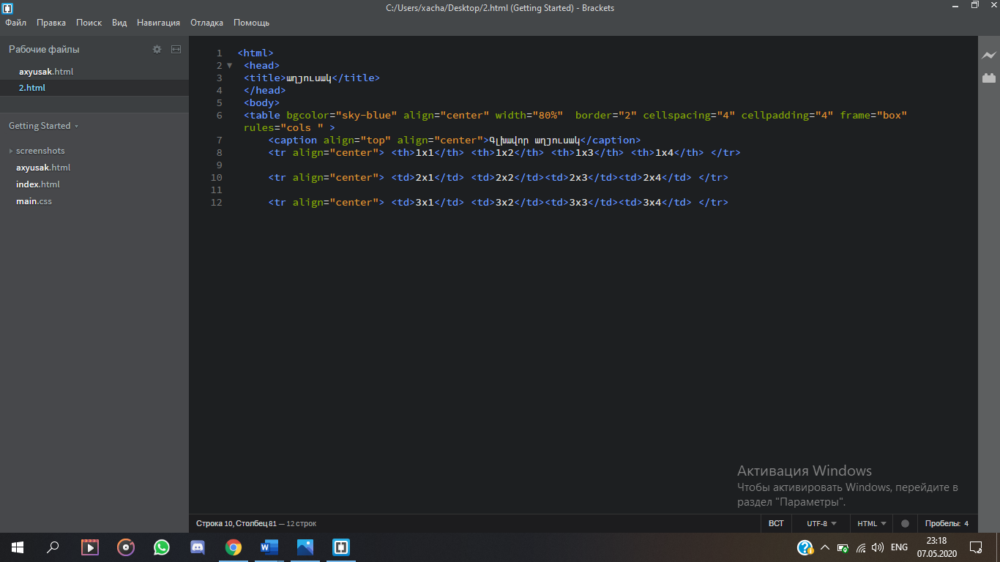 C:/Users/xacha/Desktop/2.html (Getting Started) - Brackets
Файл Правка Поиск Вид Навигация Отладка Помощь
Рабочие файлы
axyusak.html
2.html
Getting Started
screenshots
axyusak.html
index.html
main.css
1 <html>
2 <head>
3 <title>աղյուսակ</title>
4 </head>
5 <body>
6 <table bgcolor="sky-blue" align="center" width="80%"  border="2" cellspacing="4" cellpadding="4" frame="box"
rules="cols " >
7 <caption align="top" align="center">Գլխավոր աղյուսակ</caption>
8 <tr align="center"> <th>1x1</th> <th>1x2</th> <th>1x3</th> <th>1x4</th> </tr>
9
10 <tr align="center"> <td>2x1</td> <td>2x2</td><td>2x3</td><td>2x4</td> </tr>
11
12 <tr align="center"> <td>3x1</td> <td>3x2</td><td>3x3</td><td>3x4</td> </tr>
Активация Windows
Чтобы активировать Windows, перейдите в
раздел "Параметры".
Строка 10, Столбец 81 — 12 строк ВСТ UTF-8 HTML Пробелы: 4
ENG 23:18
07.05.2020